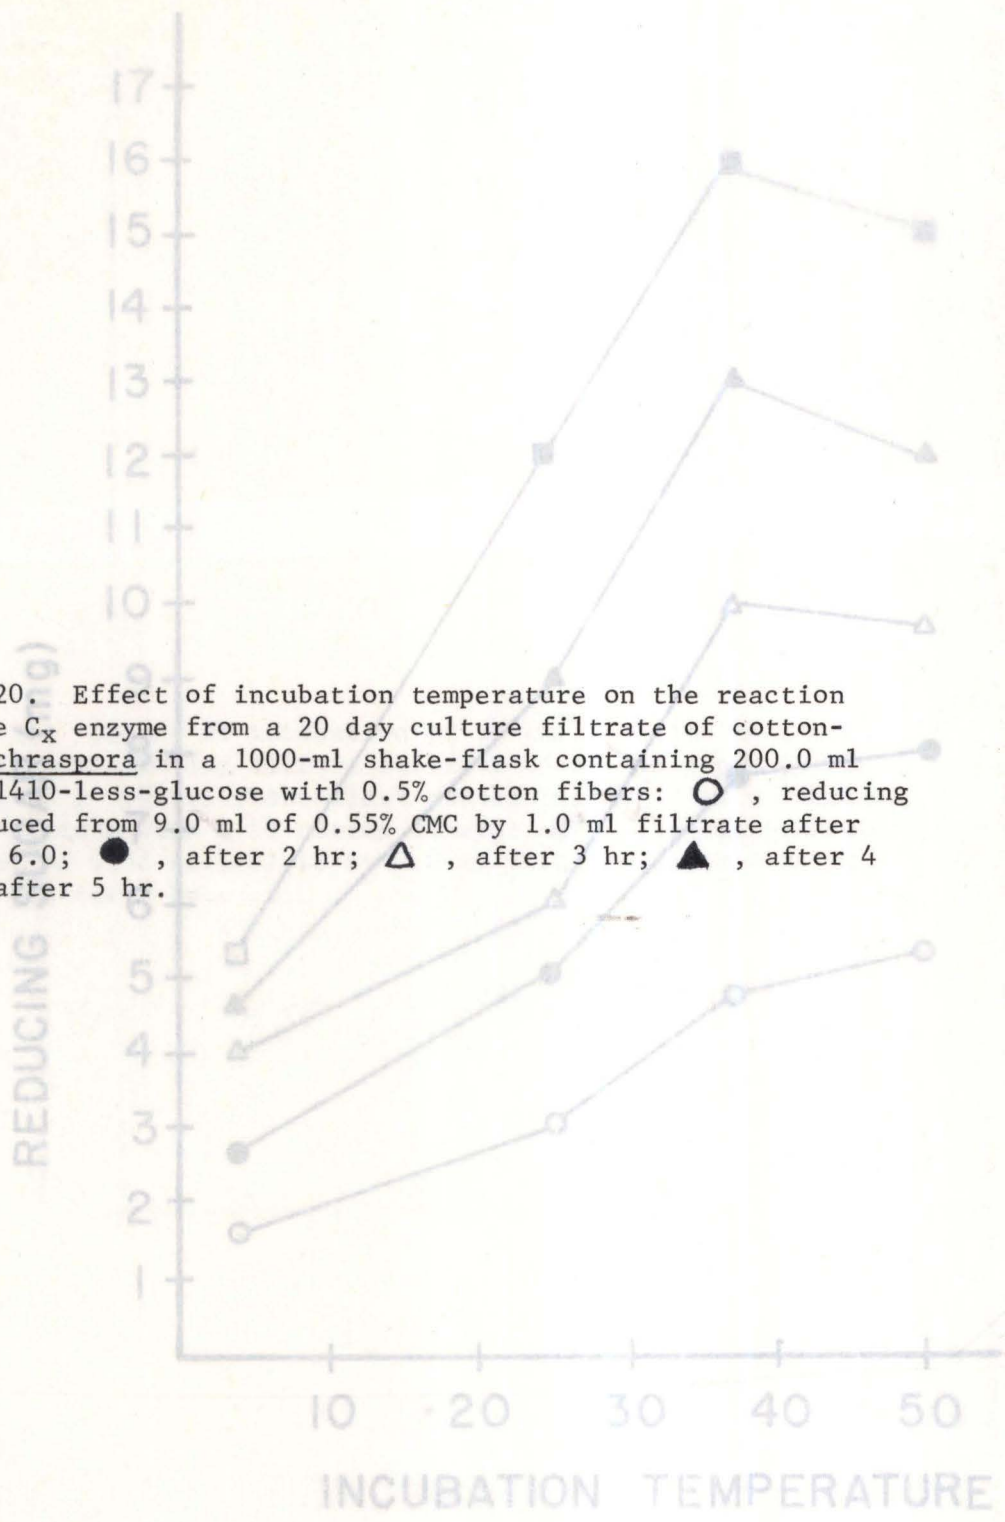 17
16
15
14
13
12
11
10
9
20. Effect of incubation temperature on the reaction
e Cx enzyme from a 20 day culture filtrate of cotton-
chraspora in a 1000-ml shake-flask containing 200.0 ml
1410-less-glucose with 0.5% cotton fibers: O , reducing
uced from 9.0 ml of 0.55% CMC by 1.0 ml filtrate after
6.0; ● , after 2 hr; △ , after 3 hr; ▲ , after 4
after 5 hr.
6
5
4
3
2
1
REDUCING mg)
10 20 30 40 50
INCUBATION TEMPERATURE